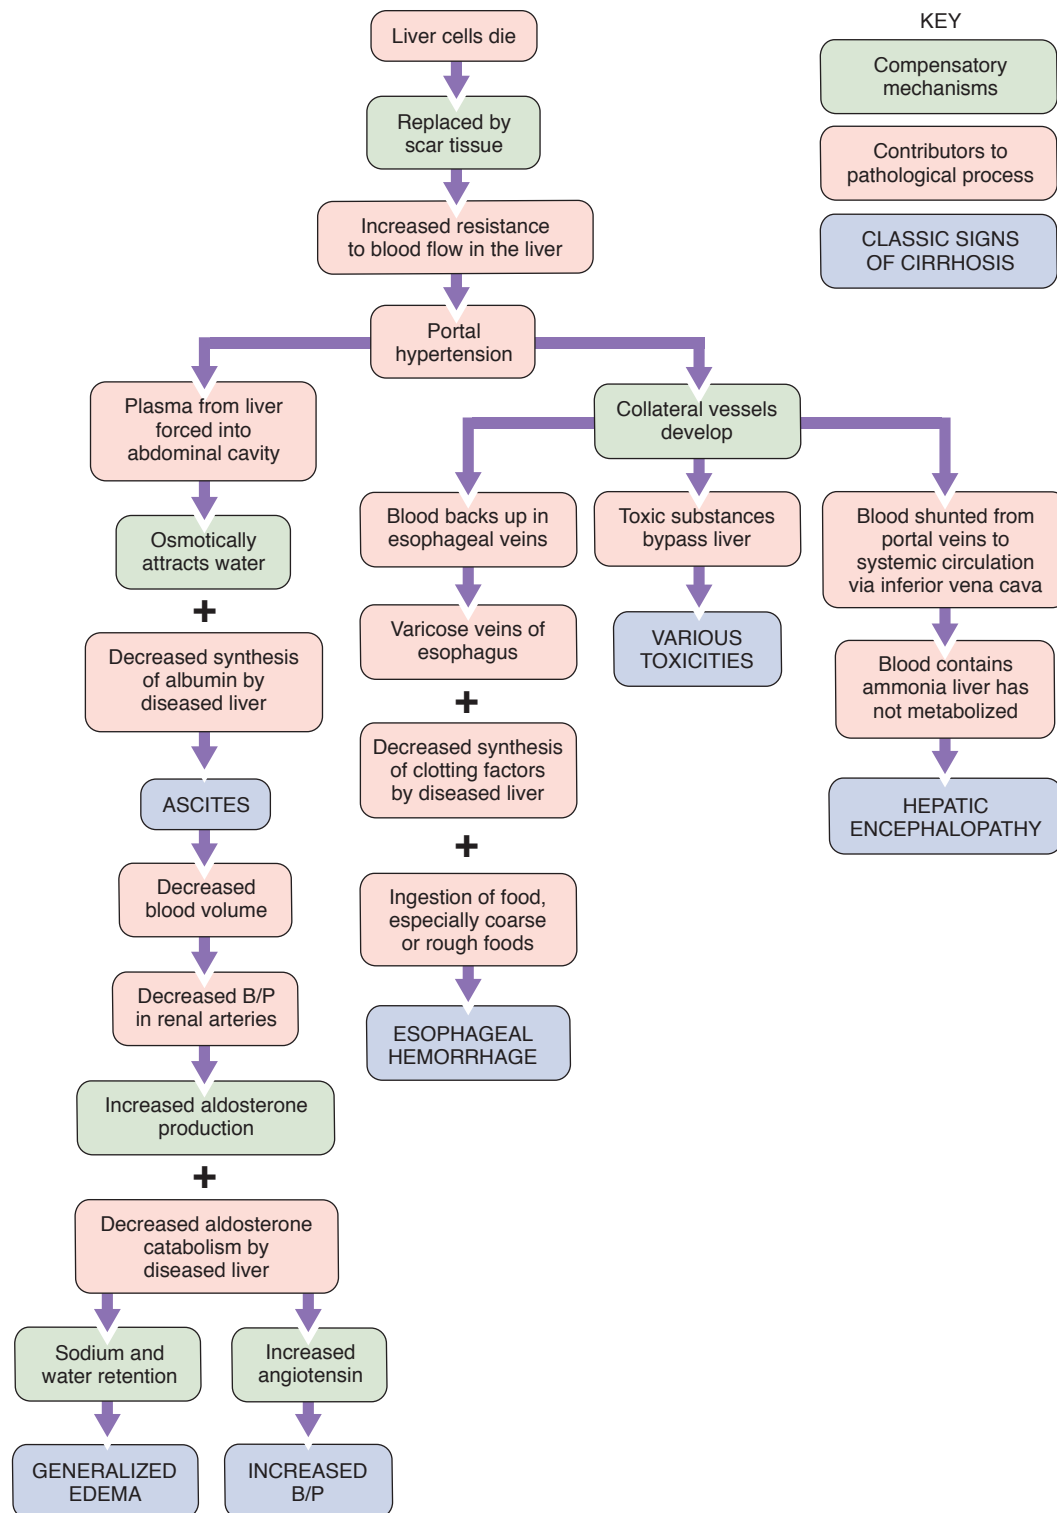 Liver cells die
KEY
Compensatory
mechanisms
Replaced by
scar tissue
Contributors to
pathological process
Increased resistance
to blood flow in the liver
CLASSIC SIGNS
OF CIRRHOSIS
Portal
hypertension
Plasma from liver
forced into
abdominal cavity
Collateral vessels
develop
Osmotically
attracts water
+
Decreased synthesis
of albumin by
diseased liver
ASCITES
Decreased
blood volume
Decreased B/P
in renal arteries
Increased aldosterone
production
+
Decreased aldosterone
catabolism by
diseased liver
Sodium and
water retention
Increased
angiotensin
GENERALIZED
EDEMA
INCREASED
B/P
Blood backs up in
esophageal veins
Varicose veins of
esophagus
+
Decreased synthesis
of clotting factors
by diseased liver
+
Ingestion of food,
especially coarse
or rough foods
ESOPHAGEAL
HEMORRHAGE
Toxic substances
bypass liver
VARIOUS
TOXICITIES
Blood shunted from
portal veins to
systemic circulation
via inferior vena cava
Blood contains
ammonia liver has
not metabolized
HEPATIC
ENCEPHALOPATHY